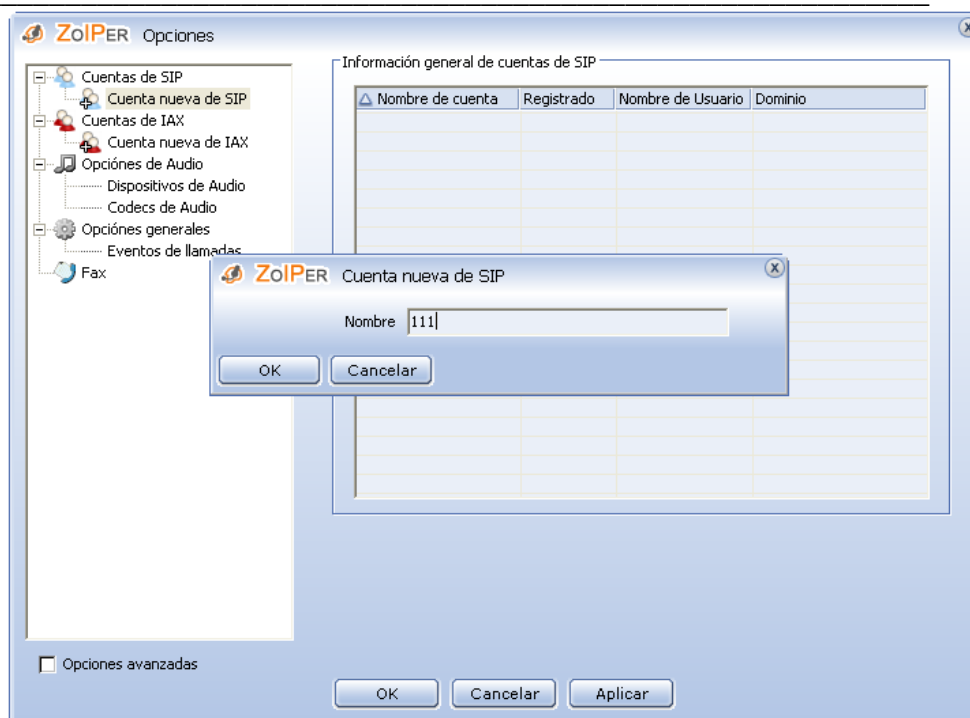 ZOIPER Opciones
Cuentas de SIP
Cuenta nueva de SIP
Cuentas de IAX
Cuenta nueva de IAX
Opciónes de Audio
Dispositivos de Audio
Codecs de Audio
Opciónes generales
Eventos de llamadas
Fax
Información general de cuentas de SIP
Nombre de cuenta Registrado Nombre de Usuario Dominio
ZOIPER Cuenta nueva de SIP
Nombre 111
OK Cancelar
Opciones avanzadas
OK Cancelar Aplicar